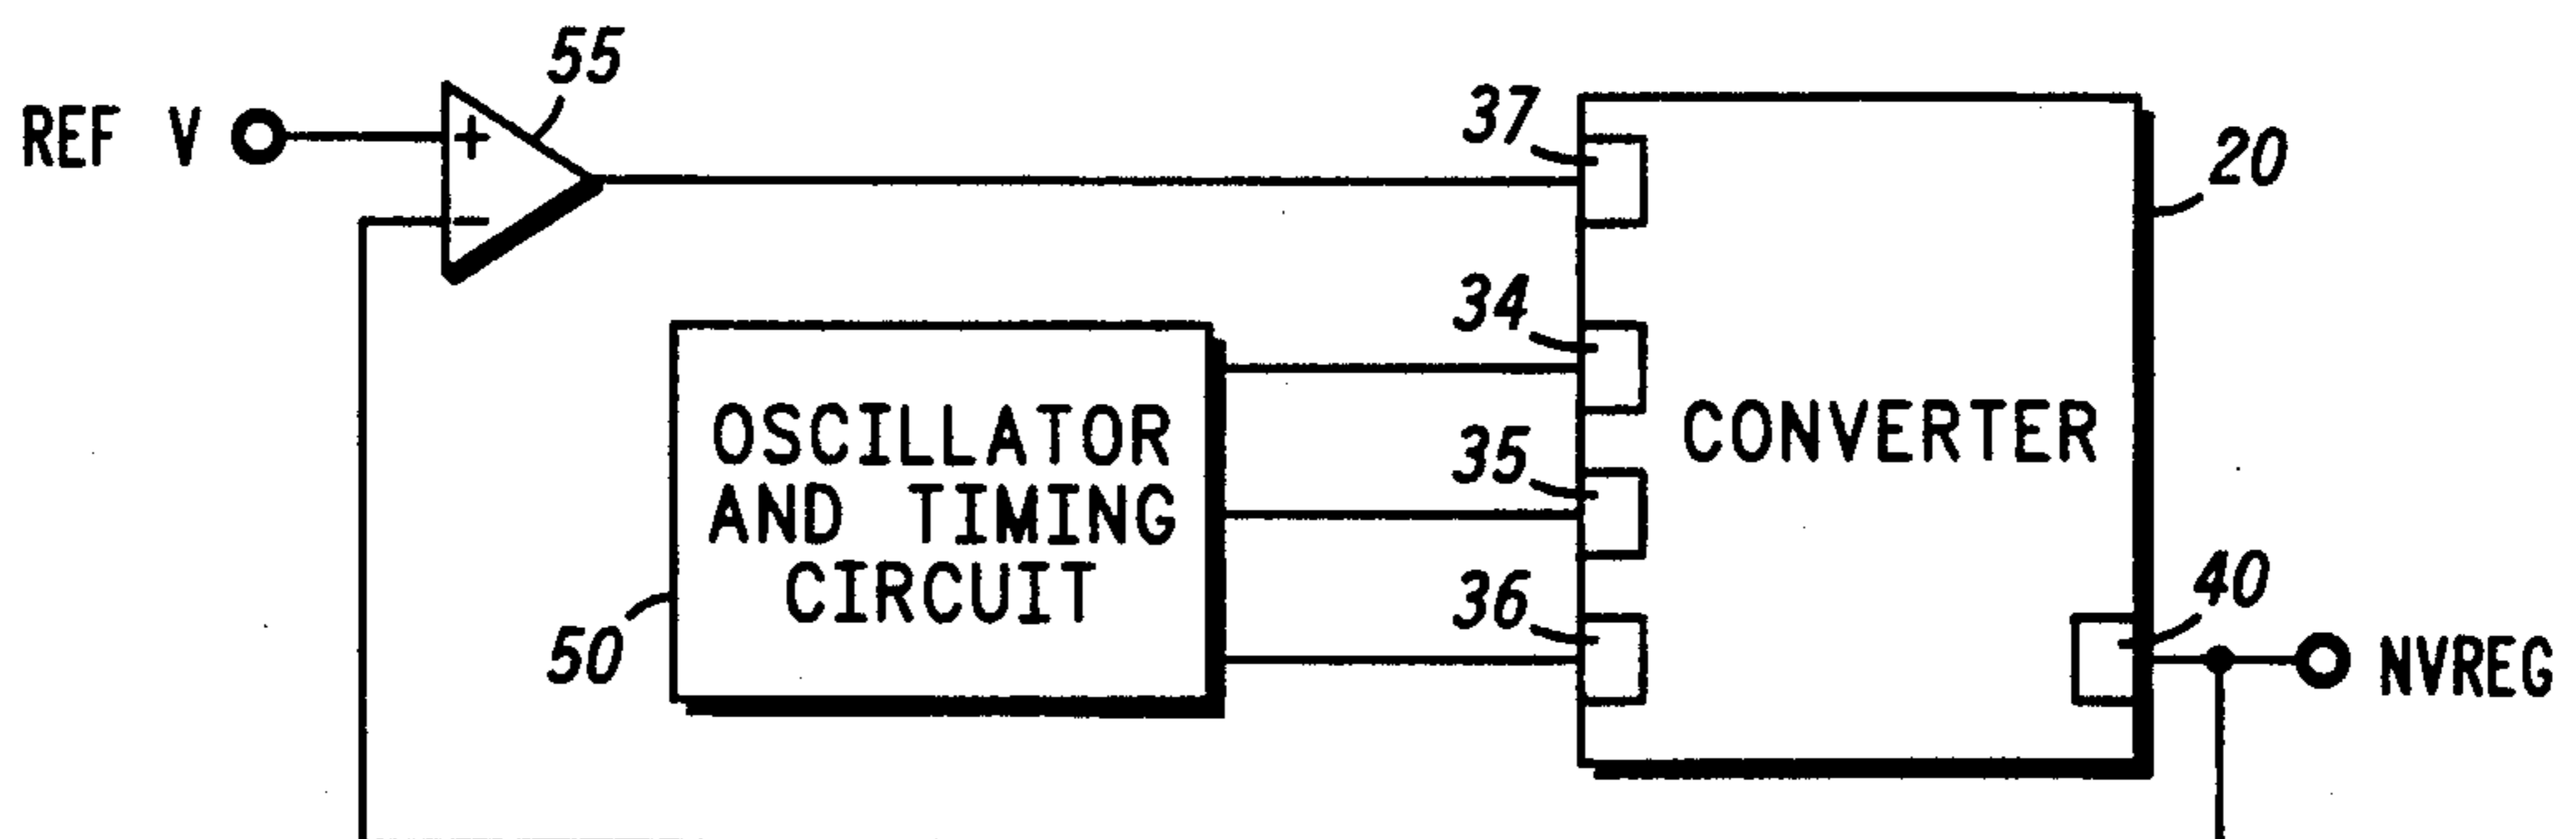 55
REF V
+
37
20
−
34
OSCILLATOR
AND TIMING
CIRCUIT
CONVERTER
35
36
40
50
NVREG